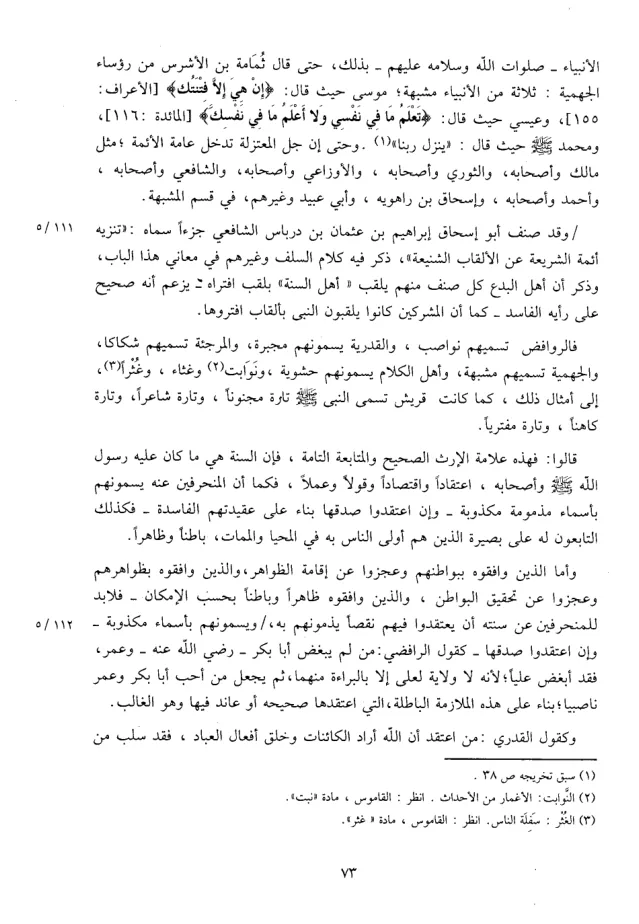 الأنبياء ـ صلوات الله وسلامه عليهم ـ بذلك، حتى قال ثُمَامة بن الأشرس من رؤساء
الجهمية : ثلاثة من الأنبياء مشبهة؛ موسى حيث قال: ﴿إِنْ هِيَ إِلاَّ فِتْنَتُك﴾ [الأعراف:
١٥٥]، وعيسي حيث قال: ﴿تَعْلَمُ مَا فِي نَفْسِي وَلَا أَعْلَمُ مَا فِي نَفْسِكَ﴾ [المائدة :١١٦]،
ومحمد ﷺ حيث قال : «ينزل ربنا»(١) .وحتى إن جل المعتزلة تدخل عامة الأئمة ؛مثل
مالك وأصحابه، والثوري وأصحابه ، والأوزاعي وأصحابه، والشافعي وأصحابه ،
وأحمد وأصحابه ، وإسحاق بن راهويه ، وأبي عبيد وغيرهم، في قسم المشبهة.
٥/١١١ /وقد صنف أبو إسحاق إبراهيم بن عثمان بن درباس الشافعي جزءاً سماه :«تنزيه
أئمة الشريعة عن الألقاب الشنيعة»، ذكر فيه كلام السلف وغيرهم في معاني هذا الباب،
وذكر أن أهل البدع كل صنف منهم يلقب « أهل السنة» بلقب افتراه ـ يزعم أنه صحيح
على رأيه الفاسد ـ كما أن المشركين كانوا يلقبون النبي بألقاب افتروها.
فالروافض تسميهم نواصب ، والقدرية يسمونهم مجبرة، والمرجئة تسميهم شكاكا،
والجهمية تسميهم مشبهة، وأهل الكلام يسمونهم حشوية ،ونَوَابت(٢) وغثاء ، وغُثْراً(٣)،
إلى أمثال ذلك ، كما كانت قريش تسمى النبي ﷺ تارة مجنوناً ، وتارة شاعراً، وتارة
كاهناً ، وتارة مفترياً.
قالوا: فهذه علامة الإرث الصحيح والمتابعة التامة ، فإن السنة هي ما كان عليه رسول
الله ﷺ وأصحابه ، اعتقاداً واقتصاداً وقولاً وعملاً ، فكما أن المنحرفين عنه يسمونهم
بأسماء مذمومة مكذوبة ـ وإن اعتقدوا صدقها بناء على عقيدتهم الفاسدة ـ فكذلك
التابعون له على بصيرة الذين هم أولى الناس به في المحيا والممات، باطناً وظاهراً.
وأما الذين وافقوه ببواطنهم وعجزوا عن إقامة الظواهر،والذين وافقوه بظواهرهم
وعجزوا عن تحقيق البواطن ، والذين وافقوه ظاهراً وباطناً بحسب الإمكان ـ فلابد
٥/١١٢ للمنحرفين عن سنته أن يعتقدوا فيهم نقصاً يذمونهم به،/ويسمونهم بأسماء مكذوبة ـ
وإن اعتقدوا صدقها ـ كقول الرافضي:من لم يبغض أبا بكر ـ رضي الله عنه ـ وعمر،
فقد أبغض علياً؛لأنه لا ولاية لعلى إلا بالبراءة منهما،ثم يجعل من أحب أبا بكر وعمر
ناصبيا؛بناء على هذه الملازمة الباطلة،التي اعتقدها صحيحه أو عاند فيها وهو الغالب.
وكقول القدري :من اعتقد أن الله أراد الكائنات وخلق أفعال العباد ، فقد سلب من
(١) سبق تخريجه ص ٣٨ .
(٢) النَّوابت: الأغمار من الأحداث . انظر : القاموس ، مادة «نبت».
(٣) الغُثْر : سَفِلَة الناس. انظر : القاموس ، مادة « غثر».
٧٣